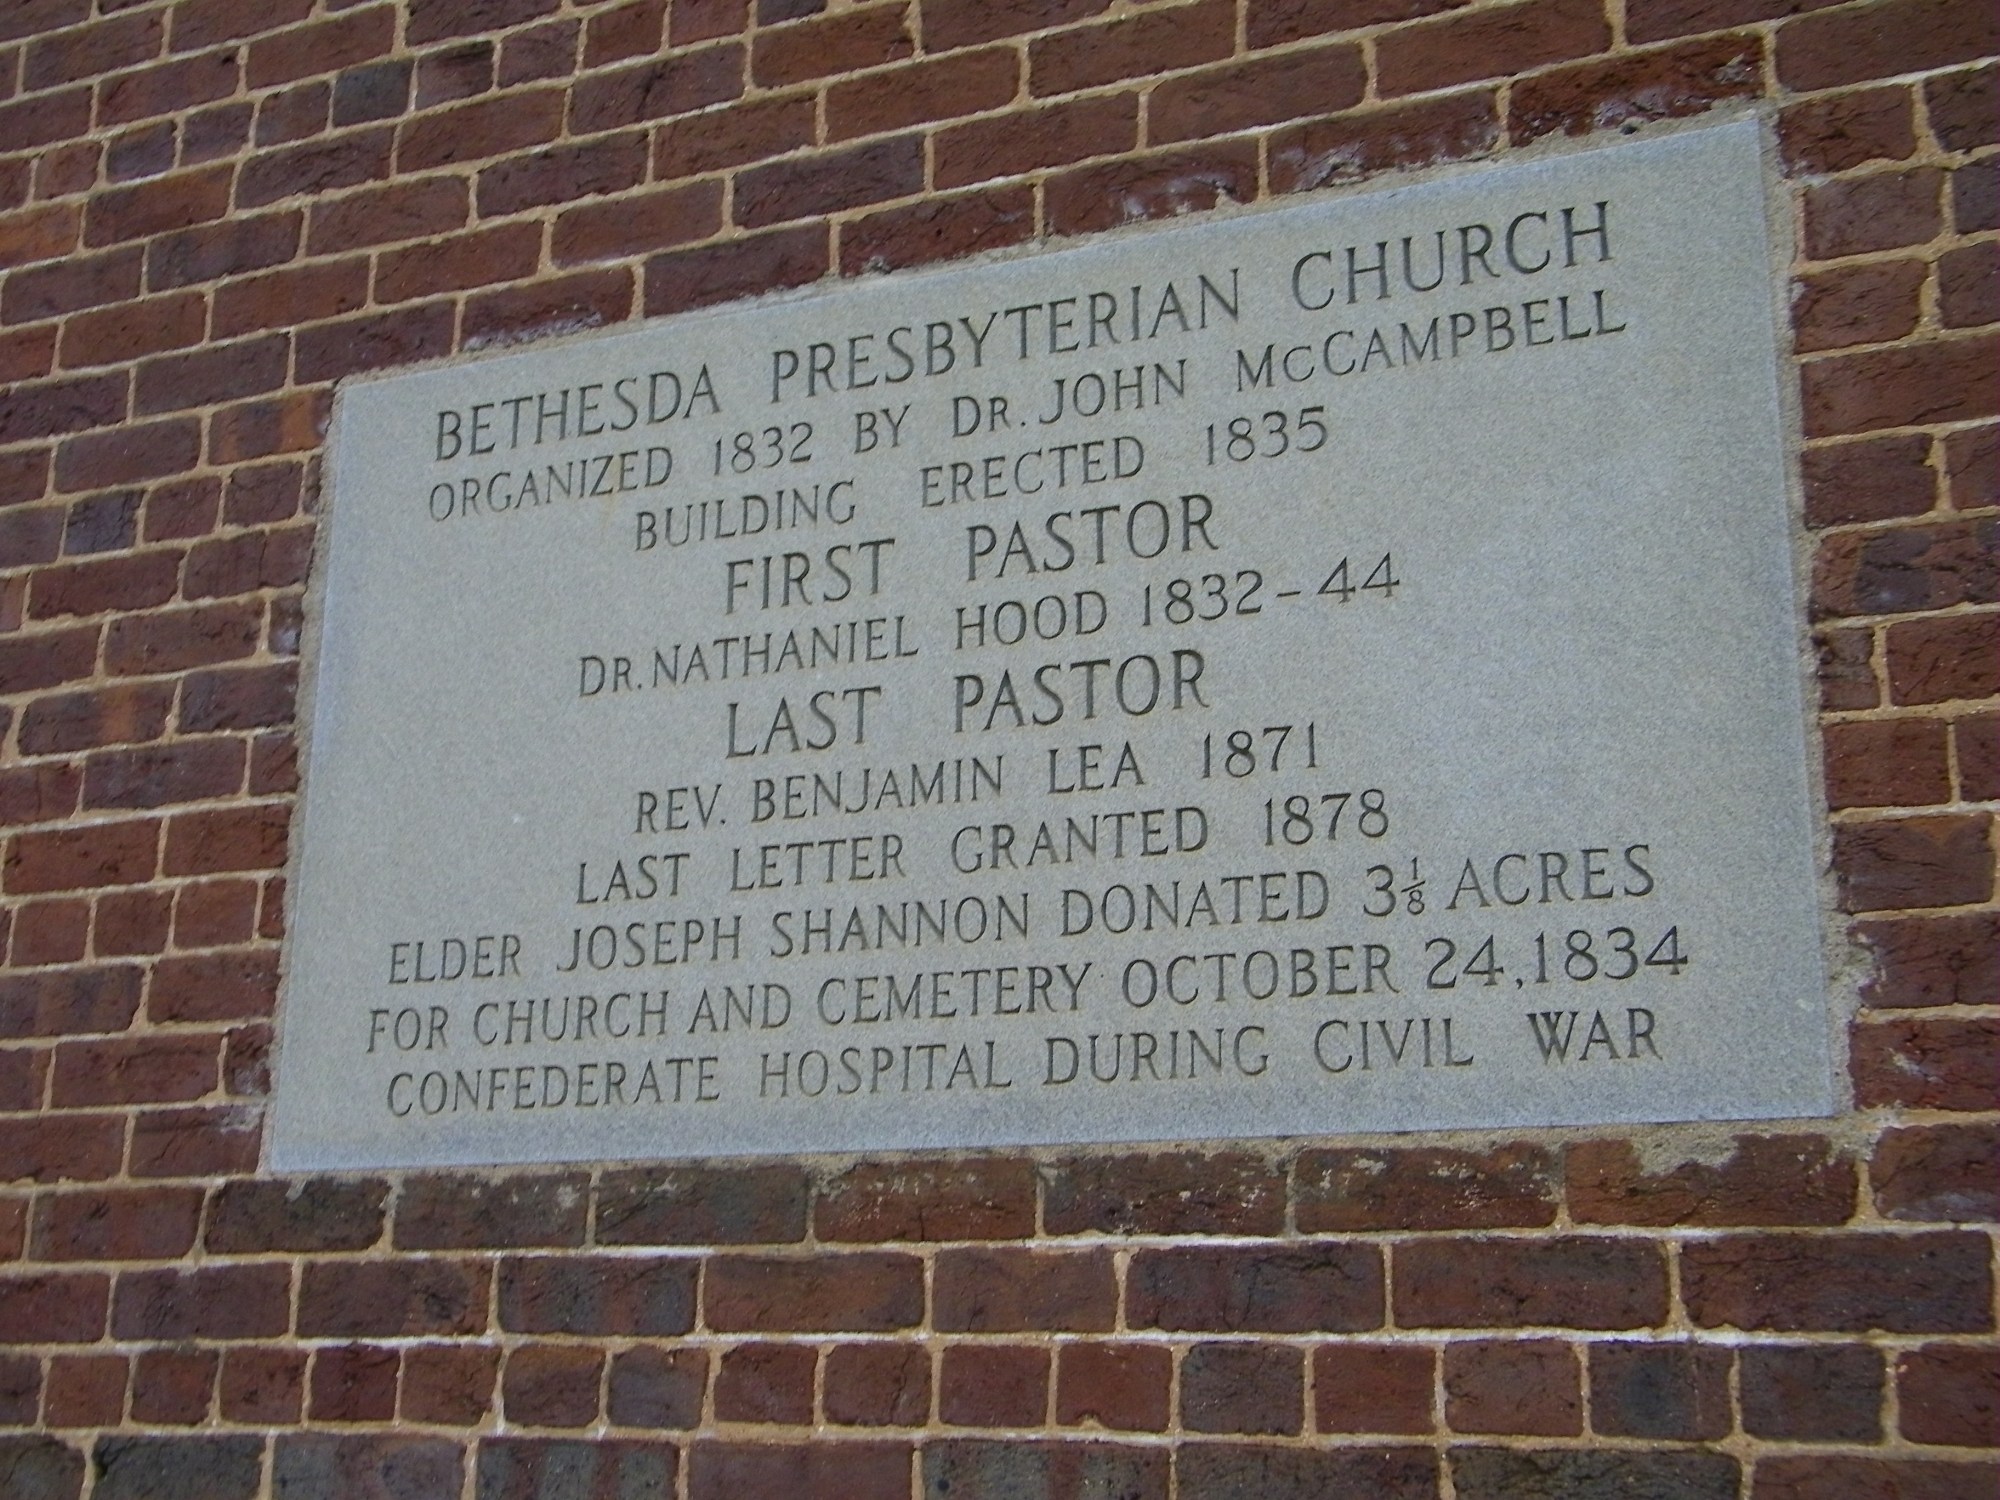 BETHESDA PRESBYTERIAN CHURCH
ORGANIZED 1832 BY DR. JOHN MCCAMPBELL
BUILDING ERECTED 1835
FIRST PASTOR
DR. NATHANIEL HOOD 1832-44
LAST PASTOR
REV. BENJAMIN LEA 1871
LAST LETTER GRANTED 1878
ELDER JOSEPH SHANNON DONATED 3 1/8 ACRES
FOR CHURCH AND CEMETERY OCTOBER 24, 1834
CONFEDERATE HOSPITAL DURING CIVIL WAR